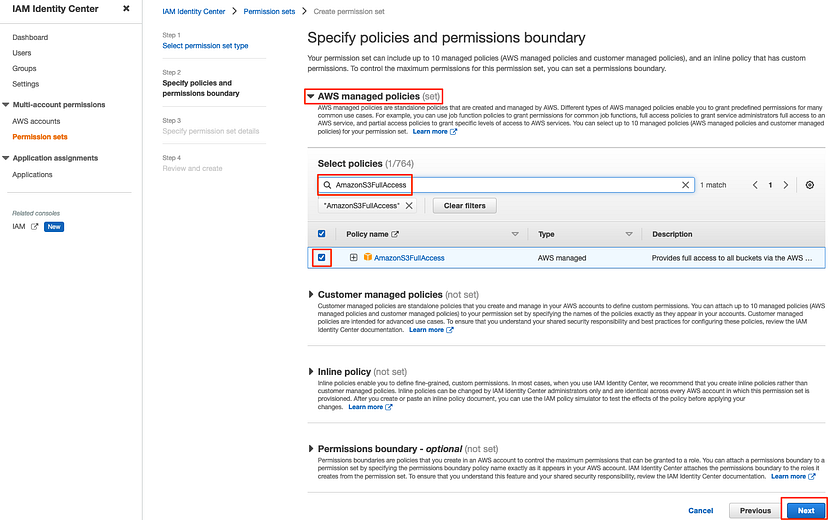 IAM Identity Center
IAM Identity Center > Permission sets > Create permission set
Dashboard
Users
Groups
Settings
Multi-account permissions
AWS accounts
Permission sets
Application assignments
Applications
Related consoles
IAM New
Step 1
Select permission set type
Step 2
Specify policies and
permissions boundary
Step 3
Specify permission set details
Step 4
Review and create
Specify policies and permissions boundary
Your permission set can include up to 10 managed policies (AWS managed policies and customer managed policies), and an inline policy that has custom
permissions. To control the maximum permissions for this permission set, you can set a permissions boundary.
AWS managed policies (set)
AWS managed policies are standalone policies that are created and managed by AWS. Different types of AWS managed policies enable you to grant predefined permissions for many
common use cases. For example, you can use job function policies to grant permissions for common job functions, full access policies to grant service administrators full access to an
AWS service, and partial access policies to grant specific levels of access to AWS services. You can select up to 10 managed policies (AWS managed policies and customer managed
policies) for your permission set. Learn more
Select policies (1/764)
AmazonS3FullAccess
1 match
1
"AmazonS3FullAccess"
Clear filters
Policy name Type Description
AmazonS3FullAccess AWS managed Provides full access to all buckets via the AWS ...
Customer managed policies (not set)
Customer managed policies are standalone policies that you create and manage in your AWS accounts to define custom permissions. You can attach up to 10 managed policies (AWS
managed policies and customer managed policies) to your permission set by specifying the names of the policies exactly as they appear in your accounts. Customer managed
policies are intended for advanced use cases. To ensure that you understand your shared security responsibility and best practices for configuring these policies, review the IAM
Identity Center documentation. Learn more
Inline policy (not set)
Inline policies enable you to define fine-grained, custom permissions. In most cases, when you use IAM Identity Center, we recommend that you create inline policies rather than
customer managed policies. Inline policies can be changed by IAM Identity Center administrators only and are identical across every AWS account in which this permission set is
provisioned. After you create or paste an inline policy document, you can use the IAM policy simulator to test the effects of the policy before applying your
changes. Learn more
Permissions boundary - optional (not set)
Permissions boundaries are policies that you create in an AWS account to control the maximum permissions that can be granted to a role. You can attach a permissions boundary to a
permission set by specifying the permissions boundary policy name exactly as it appears in your AWS account. IAM Identity Center attaches the permissions boundary to the roles it
creates from the permission set. To ensure that you understand this feature and your shared security responsibility, review the IAM Identity Center documentation. Learn more
Cancel
Previous
Next